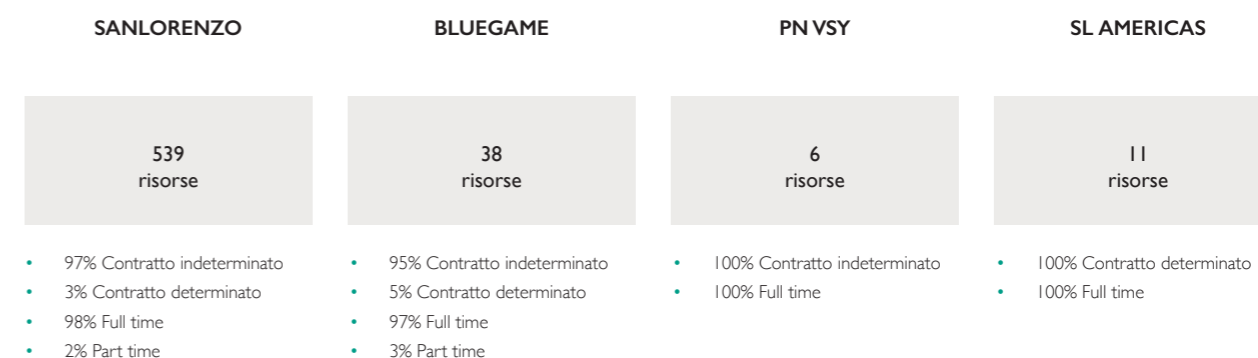 SANLORENZO
539
risorse
• 97% Contratto indeterminato
• 3% Contratto determinato
• 98% Full time
• 2% Part time
BLUEGAME
38
risorse
• 95% Contratto indeterminato
• 5% Contratto determinato
• 97% Full time
• 3% Part time
PN VSY
6
risorse
• 100% Contratto indeterminato
• 100% Full time
SL AMERICAS
11
risorse
• 100% Contratto determinato
• 100% Full time